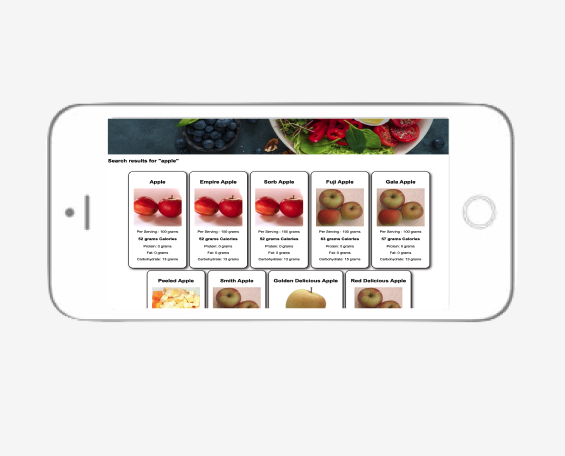 Search results for "apple"
Apple
Per Serving - 100 grams
52 grams Calories
Protein: 0 grams
Fat: 0 grams
Carbohydrate: 13 grams
Empire Apple
Per Serving - 100 grams
52 grams Calories
Protein: 0 grams
Fat: 0 grams
Carbohydrate: 13 grams
Sorb Apple
Per Serving - 100 grams
52 grams Calories
Protein: 0 grams
Fat: 0 grams
Carbohydrate: 13 grams
Fuji Apple
Per Serving - 100 grams
63 grams Calories
Protein: 0 grams
Fat: 0 grams
Carbohydrate: 15 grams
Gala Apple
Per Serving - 100 grams
57 grams Calories
Protein: 0 grams
Fat: 0 grams
Carbohydrate: 13 grams
Peeled Apple
Smith Apple
Golden Delicious Apple
Red Delicious Apple